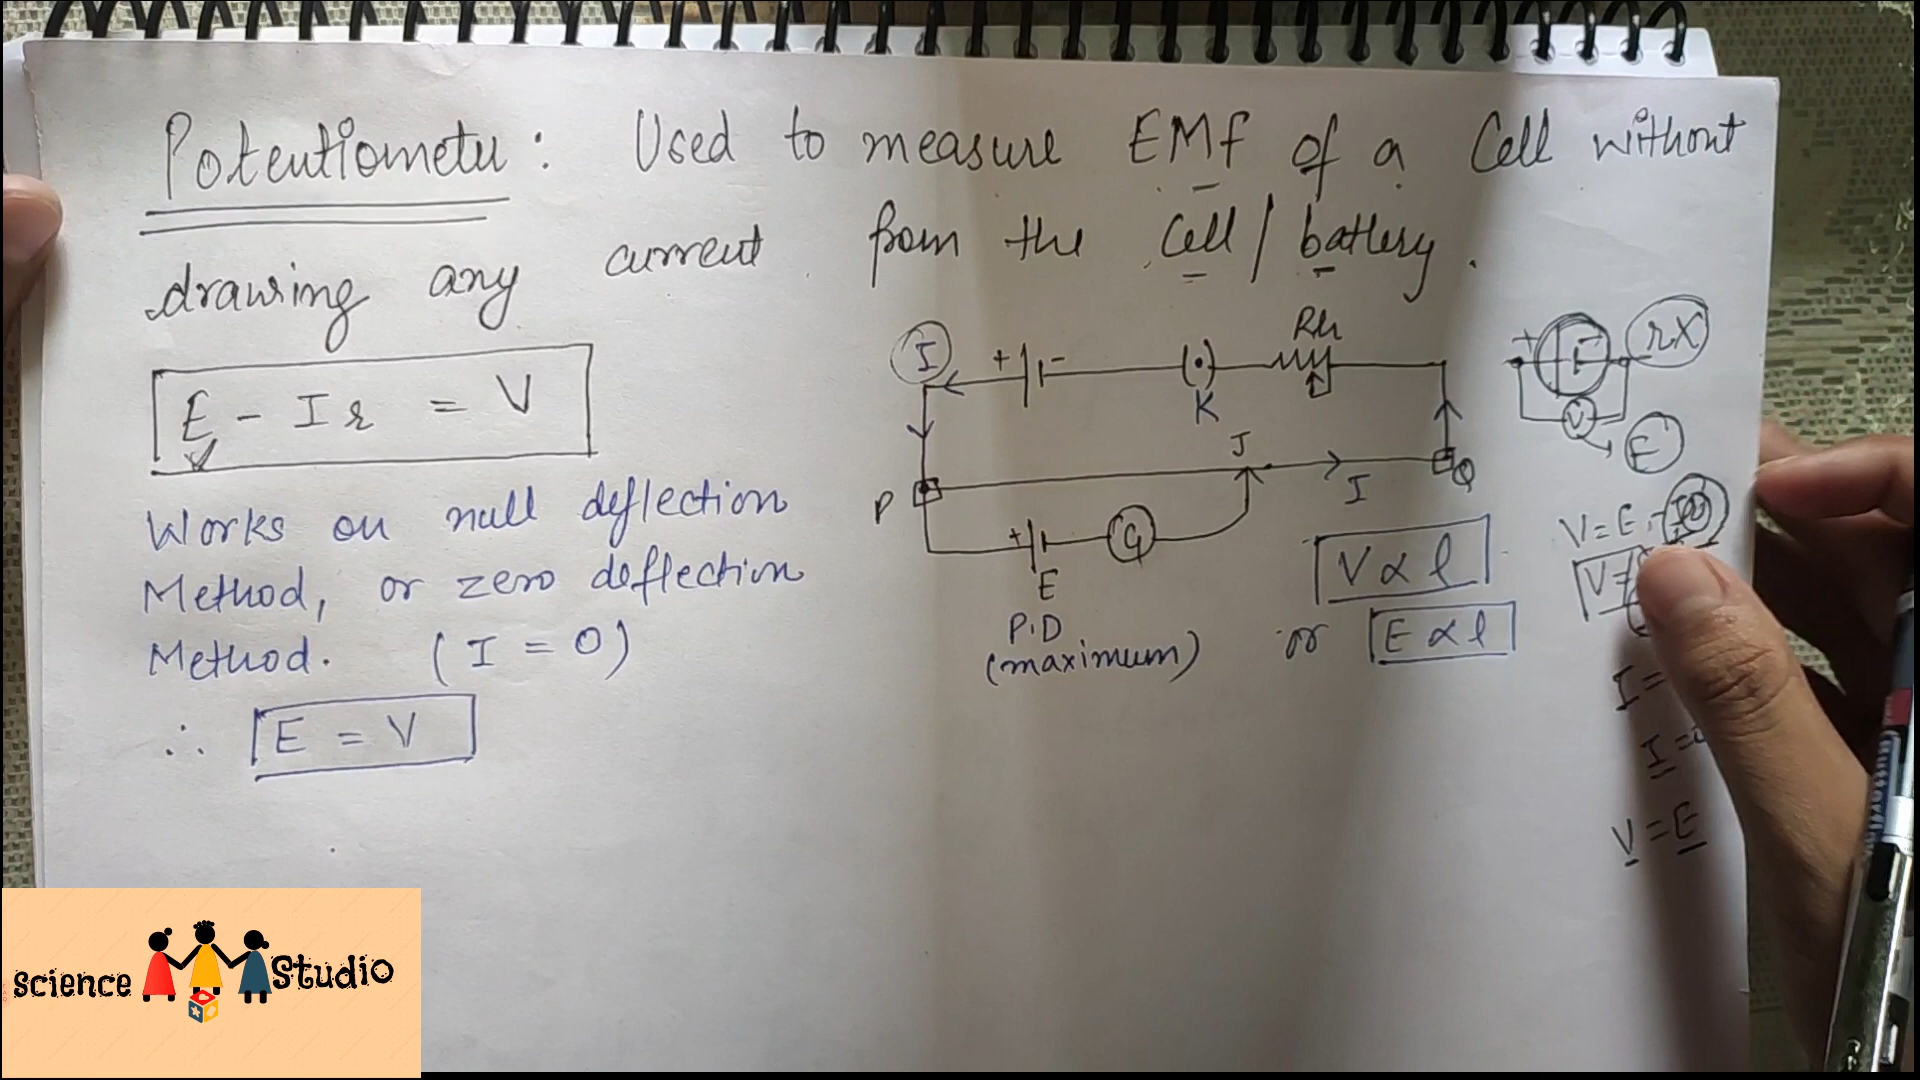 Potentiometer : Used to measure EMf of a Cell without
drawing any current from the Cell / battery.
E - Ir = V
Works on null deflection
Method, or zero deflection
Method. ( I = 0 )
∴ E = V
I
+ -
K
Rh
J
P
Q
I
+
G
E
P.D
(maximum)
V ∝ l
or E ∝ l
+ -
rX
V
E
V = E -
V =
I =
I =
V = E
Science Studio